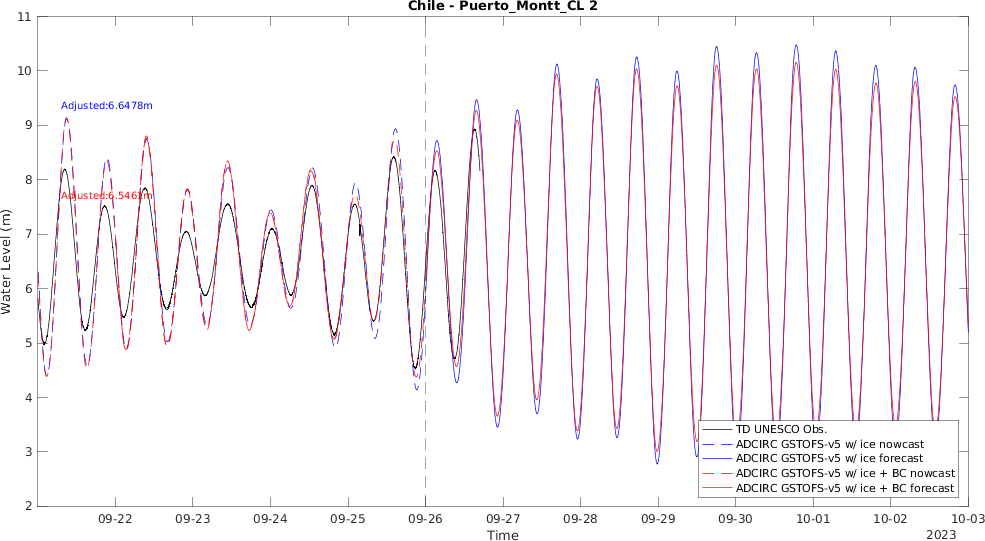 Chile - Puerto_Montt_CL 2
11
10
9
8
7
6
5
4
3
2
Water Level (m)
Adjusted:6.6478m
Adjusted:6.5461m
TD UNESCO Obs.
ADCIRC GSTOFS-v5 w/ ice nowcast
ADCIRC GSTOFS-v5 w/ ice forecast
ADCIRC GSTOFS-v5 w/ ice + BC nowcast
ADCIRC GSTOFS-v5 w/ ice + BC forecast
09-22 09-23 09-24 09-25 09-26 09-27 09-28 09-29 09-30 10-01 10-02 10-03
Time
2023